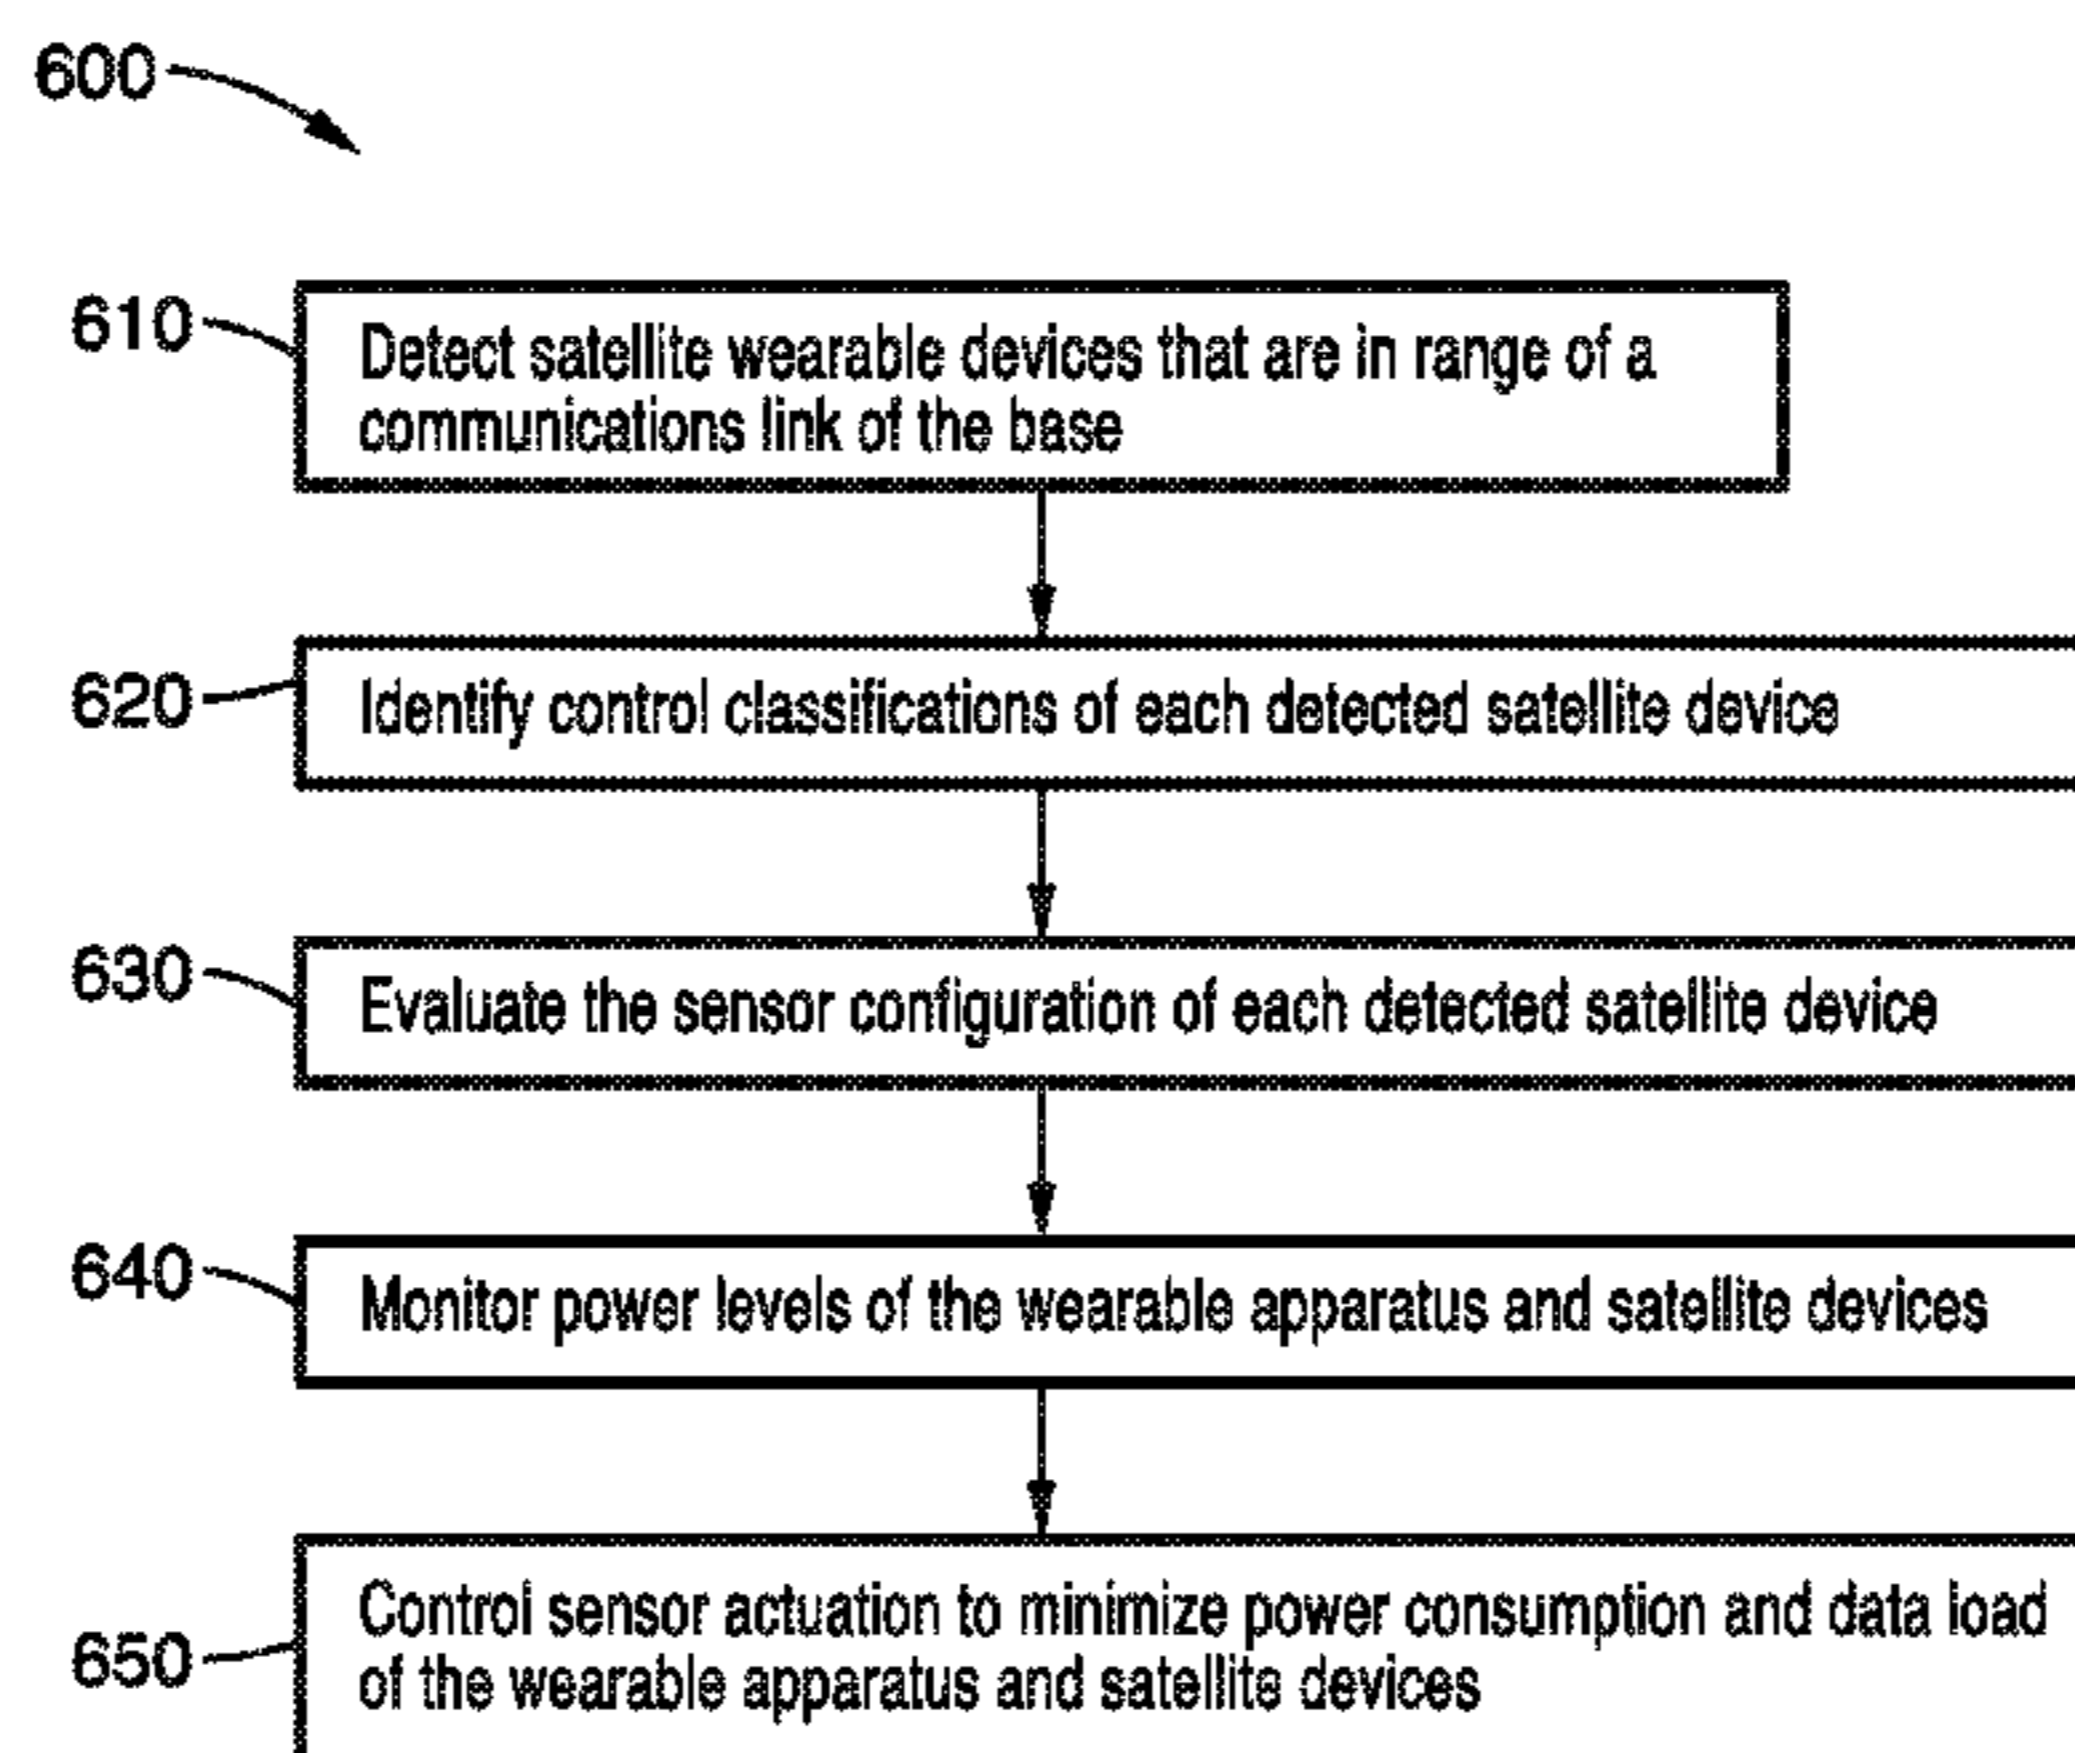 600
610
Detect satellite wearable devices that are in range of a
communications link of the base
620
Identify control classifications of each detected satellite device
630
Evaluate the sensor configuration of each detected satellite device
640
Monitor power levels of the wearable apparatus and satellite devices
650
Control sensor actuation to minimize power consumption and data load
of the wearable apparatus and satellite devices